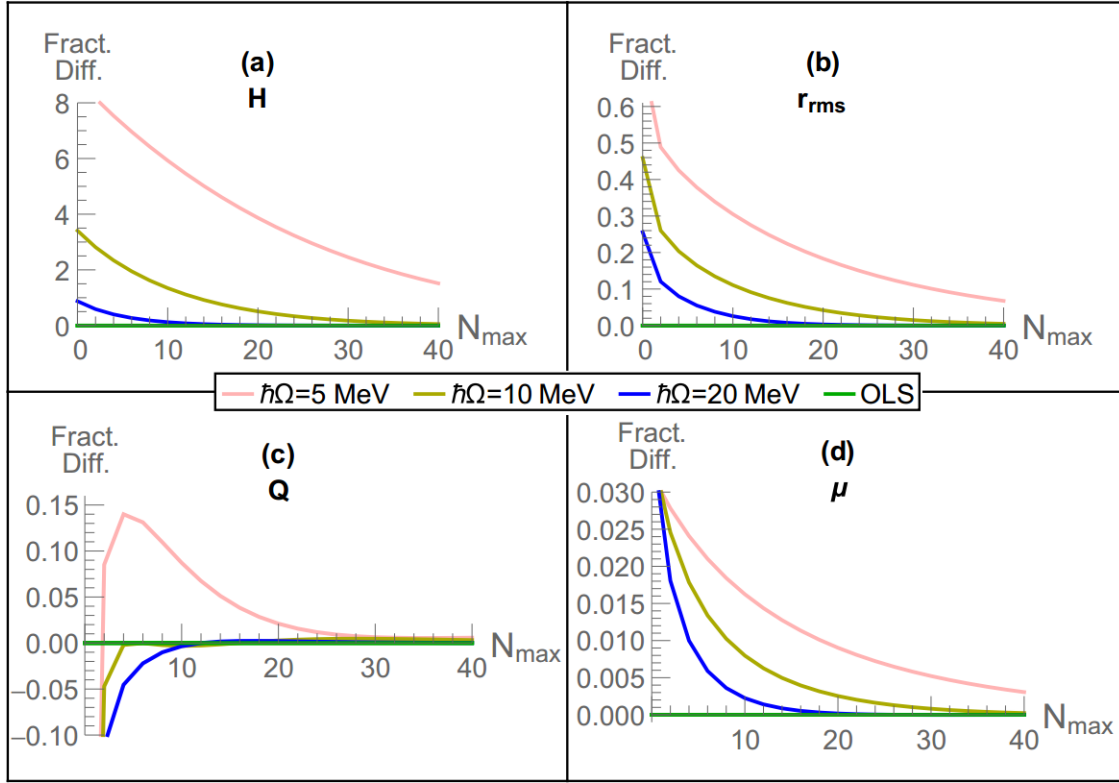 Fract.
Diff.
(a)
H
8
6
4
2
0
0 10 20 30 40 Nmax
Fract.
Diff.
(b)
rrms
0.6
0.5
0.4
0.3
0.2
0.1
0.0
0 10 20 30 40 Nmax
ℏΩ=5 MeV ℏΩ=10 MeV ℏΩ=20 MeV OLS
Fract.
Diff.
(c)
Q
0.15
0.10
0.05
0.00
−0.05
−0.10
10 20 30 40 Nmax
Fract.
Diff.
(d)
μ
0.030
0.025
0.020
0.015
0.010
0.005
0.000
10 20 30 40 Nmax